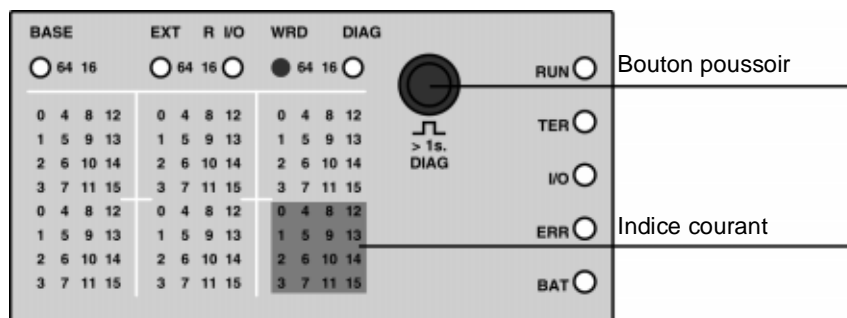 BASE EXT R I/O WRD DIAG
64 16 64 16 64 16
RUN Bouton poussoir
0 4 8 12 0 4 8 12 0 4 8 12
TER
1 5 9 13 1 5 9 13 1 5 9 13
> 1s.
2 6 10 14 2 6 10 14 2 6 10 14
DIAG
I/O
3 7 11 15 3 7 11 15 3 7 11 15
0 4 8 12 0 4 8 12 0 4 8 12
1 5 9 13 1 5 9 13 1 5 9 13
ERR Indice courant
2 6 10 14 2 6 10 14 2 6 10 14
3 7 11 15 3 7 11 15 3 7 11 15
BAT